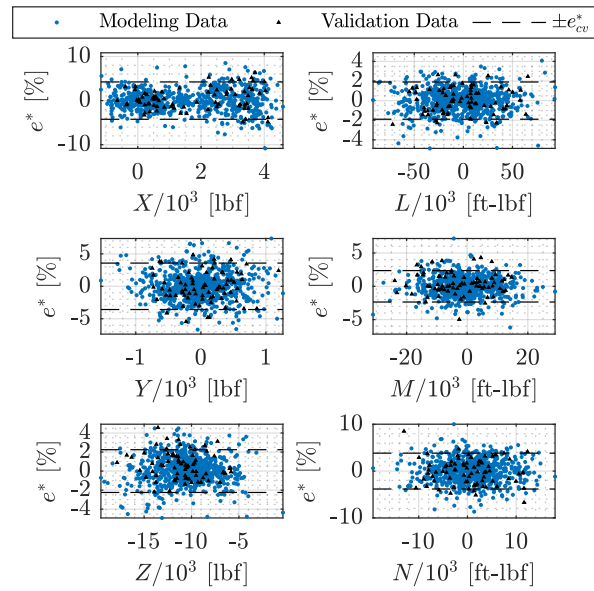 Modeling Data ▲ Validation Data — — — ±e*cv
e* [%]
10
0
-10
0 2 4
X/10³ [lbf]
e* [%]
4
2
0
-2
-4
-50 0 50
L/10³ [ft-lbf]
e* [%]
5
0
-5
-1 0 1
Y/10³ [lbf]
e* [%]
5
0
-5
-20 0 20
M/10³ [ft-lbf]
e* [%]
4
2
0
-2
-4
-15 -10 -5
Z/10³ [lbf]
e* [%]
10
0
-10
-10 0 10
N/10³ [ft-lbf]